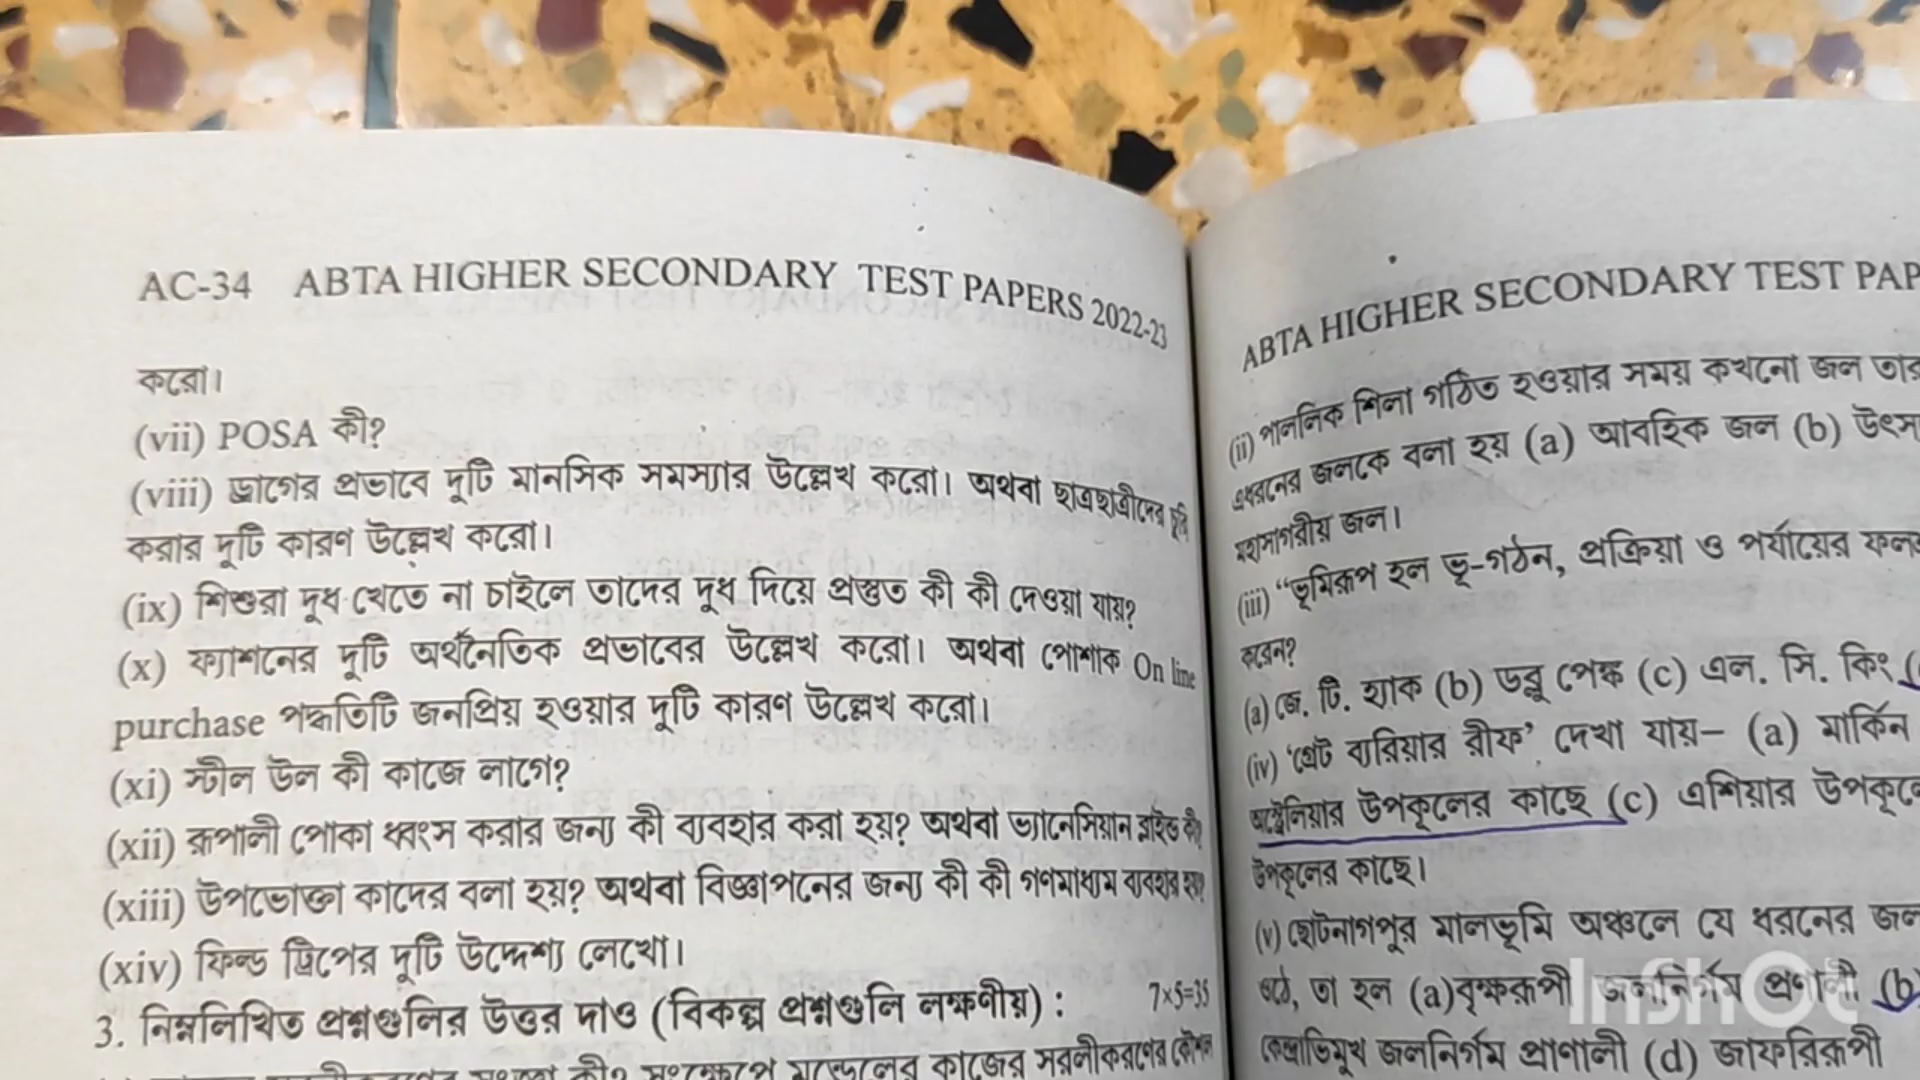 AC-34 ABTA HIGHER SECONDARY TEST PAPERS 2022-23
করো।
(vii) POSA কী?
(viii) ড্রাগের প্রভাবে দুটি মানসিক সমস্যার উল্লেখ করো। অথবা ছাত্রছাত্রীদের চুরি
করার দুটি কারণ উল্লেখ করো।
(ix) শিশুরা দুধ খেতে না চাইলে তাদের দুধ দিয়ে প্রস্তুত কী কী দেওয়া যায়?
(x) ফ্যাশনের দুটি অর্থনৈতিক প্রভাবের উল্লেখ করো। অথবা পোশাক On line
purchase পদ্ধতিটি জনপ্রিয় হওয়ার দুটি কারণ উল্লেখ করো।
(xi) স্টীল উল কী কাজে লাগে?
(xii) রূপালী পোকা ধ্বংস করার জন্য কী ব্যবহার করা হয়? অথবা ভ্যানেসিয়ান ব্লাইন্ড কী?
(xiii) উপভোক্তা কাদের বলা হয়? অথবা বিজ্ঞাপনের জন্য কী কী গণমাধ্যম ব্যবহার হয়?
(xiv) ফিল্ড ট্রিপের দুটি উদ্দেশ্য লেখো।
3. নিম্নলিখিত প্রশ্নগুলির উত্তর দাও (বিকল্প প্রশ্নগুলি লক্ষণীয়) : 7×5=35
কী? সংক্ষেপে মন্ডেলের কাজের সরলীকরণের কৌশল
ABTA HIGHER SECONDARY TEST PAP
(ii) পাললিক শিলা গঠিত হওয়ার সময় কখনো জল তার
এধরনের জলকে বলা হয় (a) আবহিক জল (b) উৎস
মহাসাগরীয় জল।
(iii) “ভূমিরূপ হল ভূ-গঠন, প্রক্রিয়া ও পর্যায়ের ফল
করেন?
(a) জে. টি. হ্যাক (b) ডব্লু পেঙ্ক (c) এল. সি. কিং (
(iv) ‘গ্রেট ব্যরিয়ার রীফ’ দেখা যায়– (a) মার্কিন
অস্ট্রেলিয়ার উপকূলের কাছে (c) এশিয়ার উপকূলে
উপকূলের কাছে।
(v) ছোটনাগপুর মালভূমি অঞ্চলে যে ধরনের জল
ওঠে, তা হল (a)বৃক্ষরূপী জলনির্গম প্রণালী (b)
কেন্দ্রাভিমুখ জলনির্গম প্রাণালী (d) জাফরিরূপী
InShOt